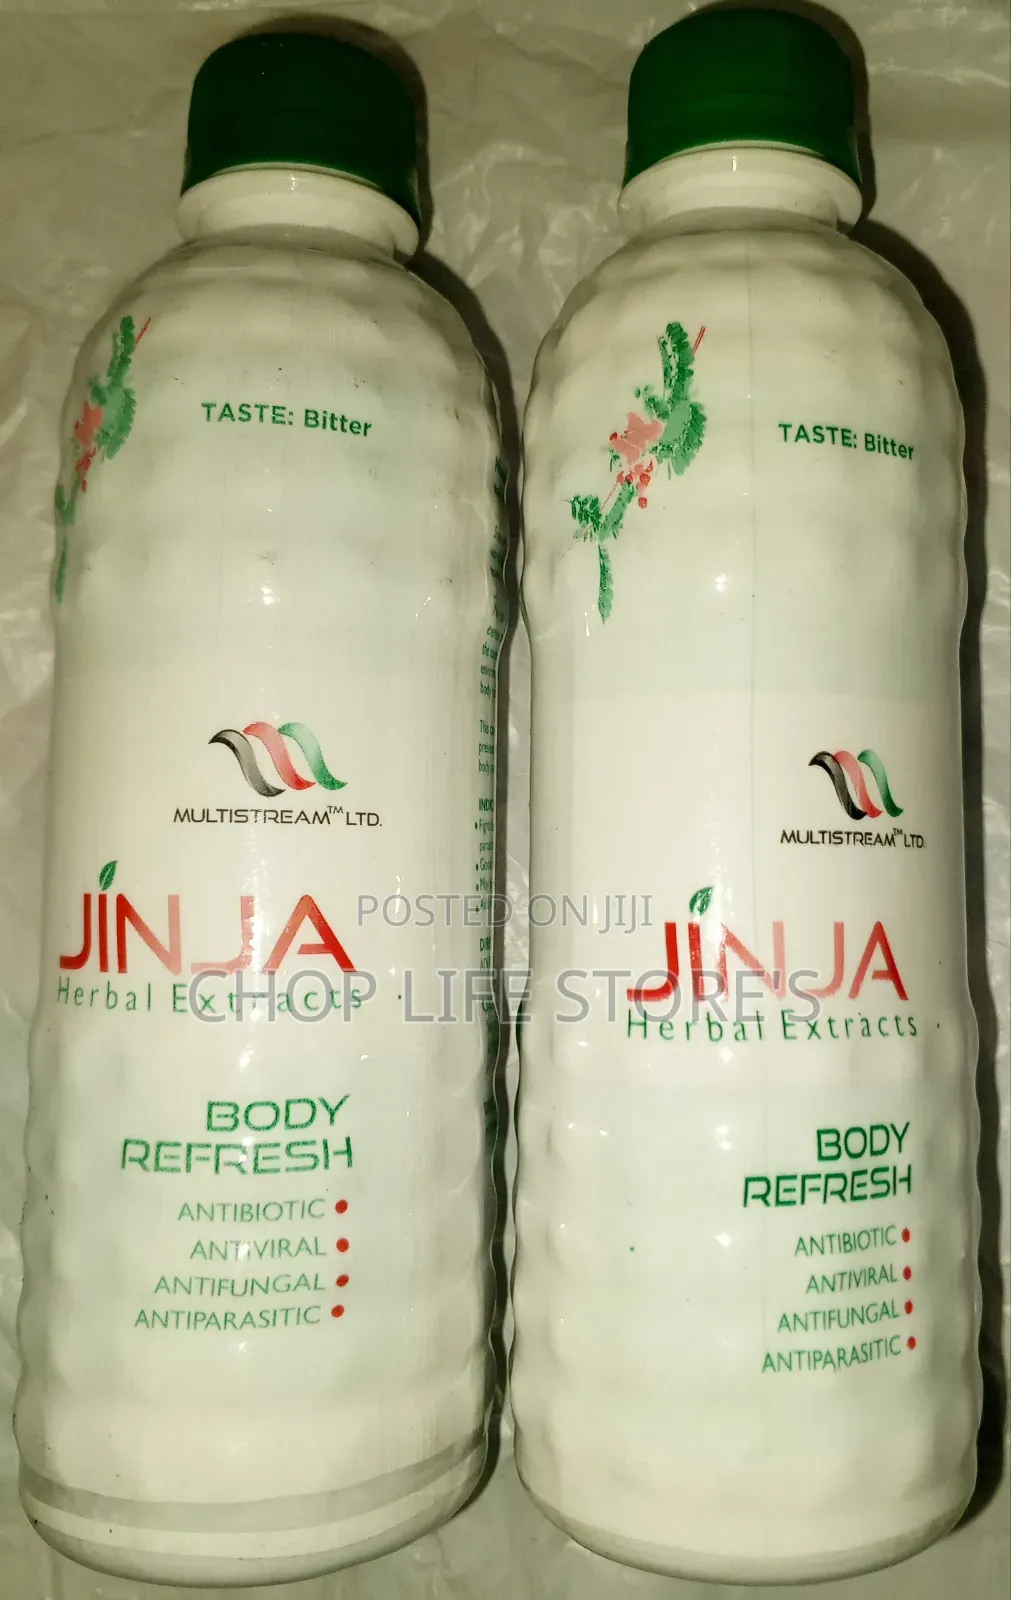 TASTE: Bitter
MULTISTREAM™ LTD.
JINJA
Herbal Extracts
BODY
REFRESH
ANTIBIOTIC •
ANTIVIRAL •
ANTIFUNGAL •
ANTIPARASITIC •
TASTE: Bitter
MULTISTREAM™ LTD.
JINJA
Herbal Extracts
BODY
REFRESH
ANTIBIOTIC •
ANTIVIRAL •
ANTIFUNGAL •
ANTIPARASITIC •
POSTED ON JIJI
CHOP LIFE STORE'S